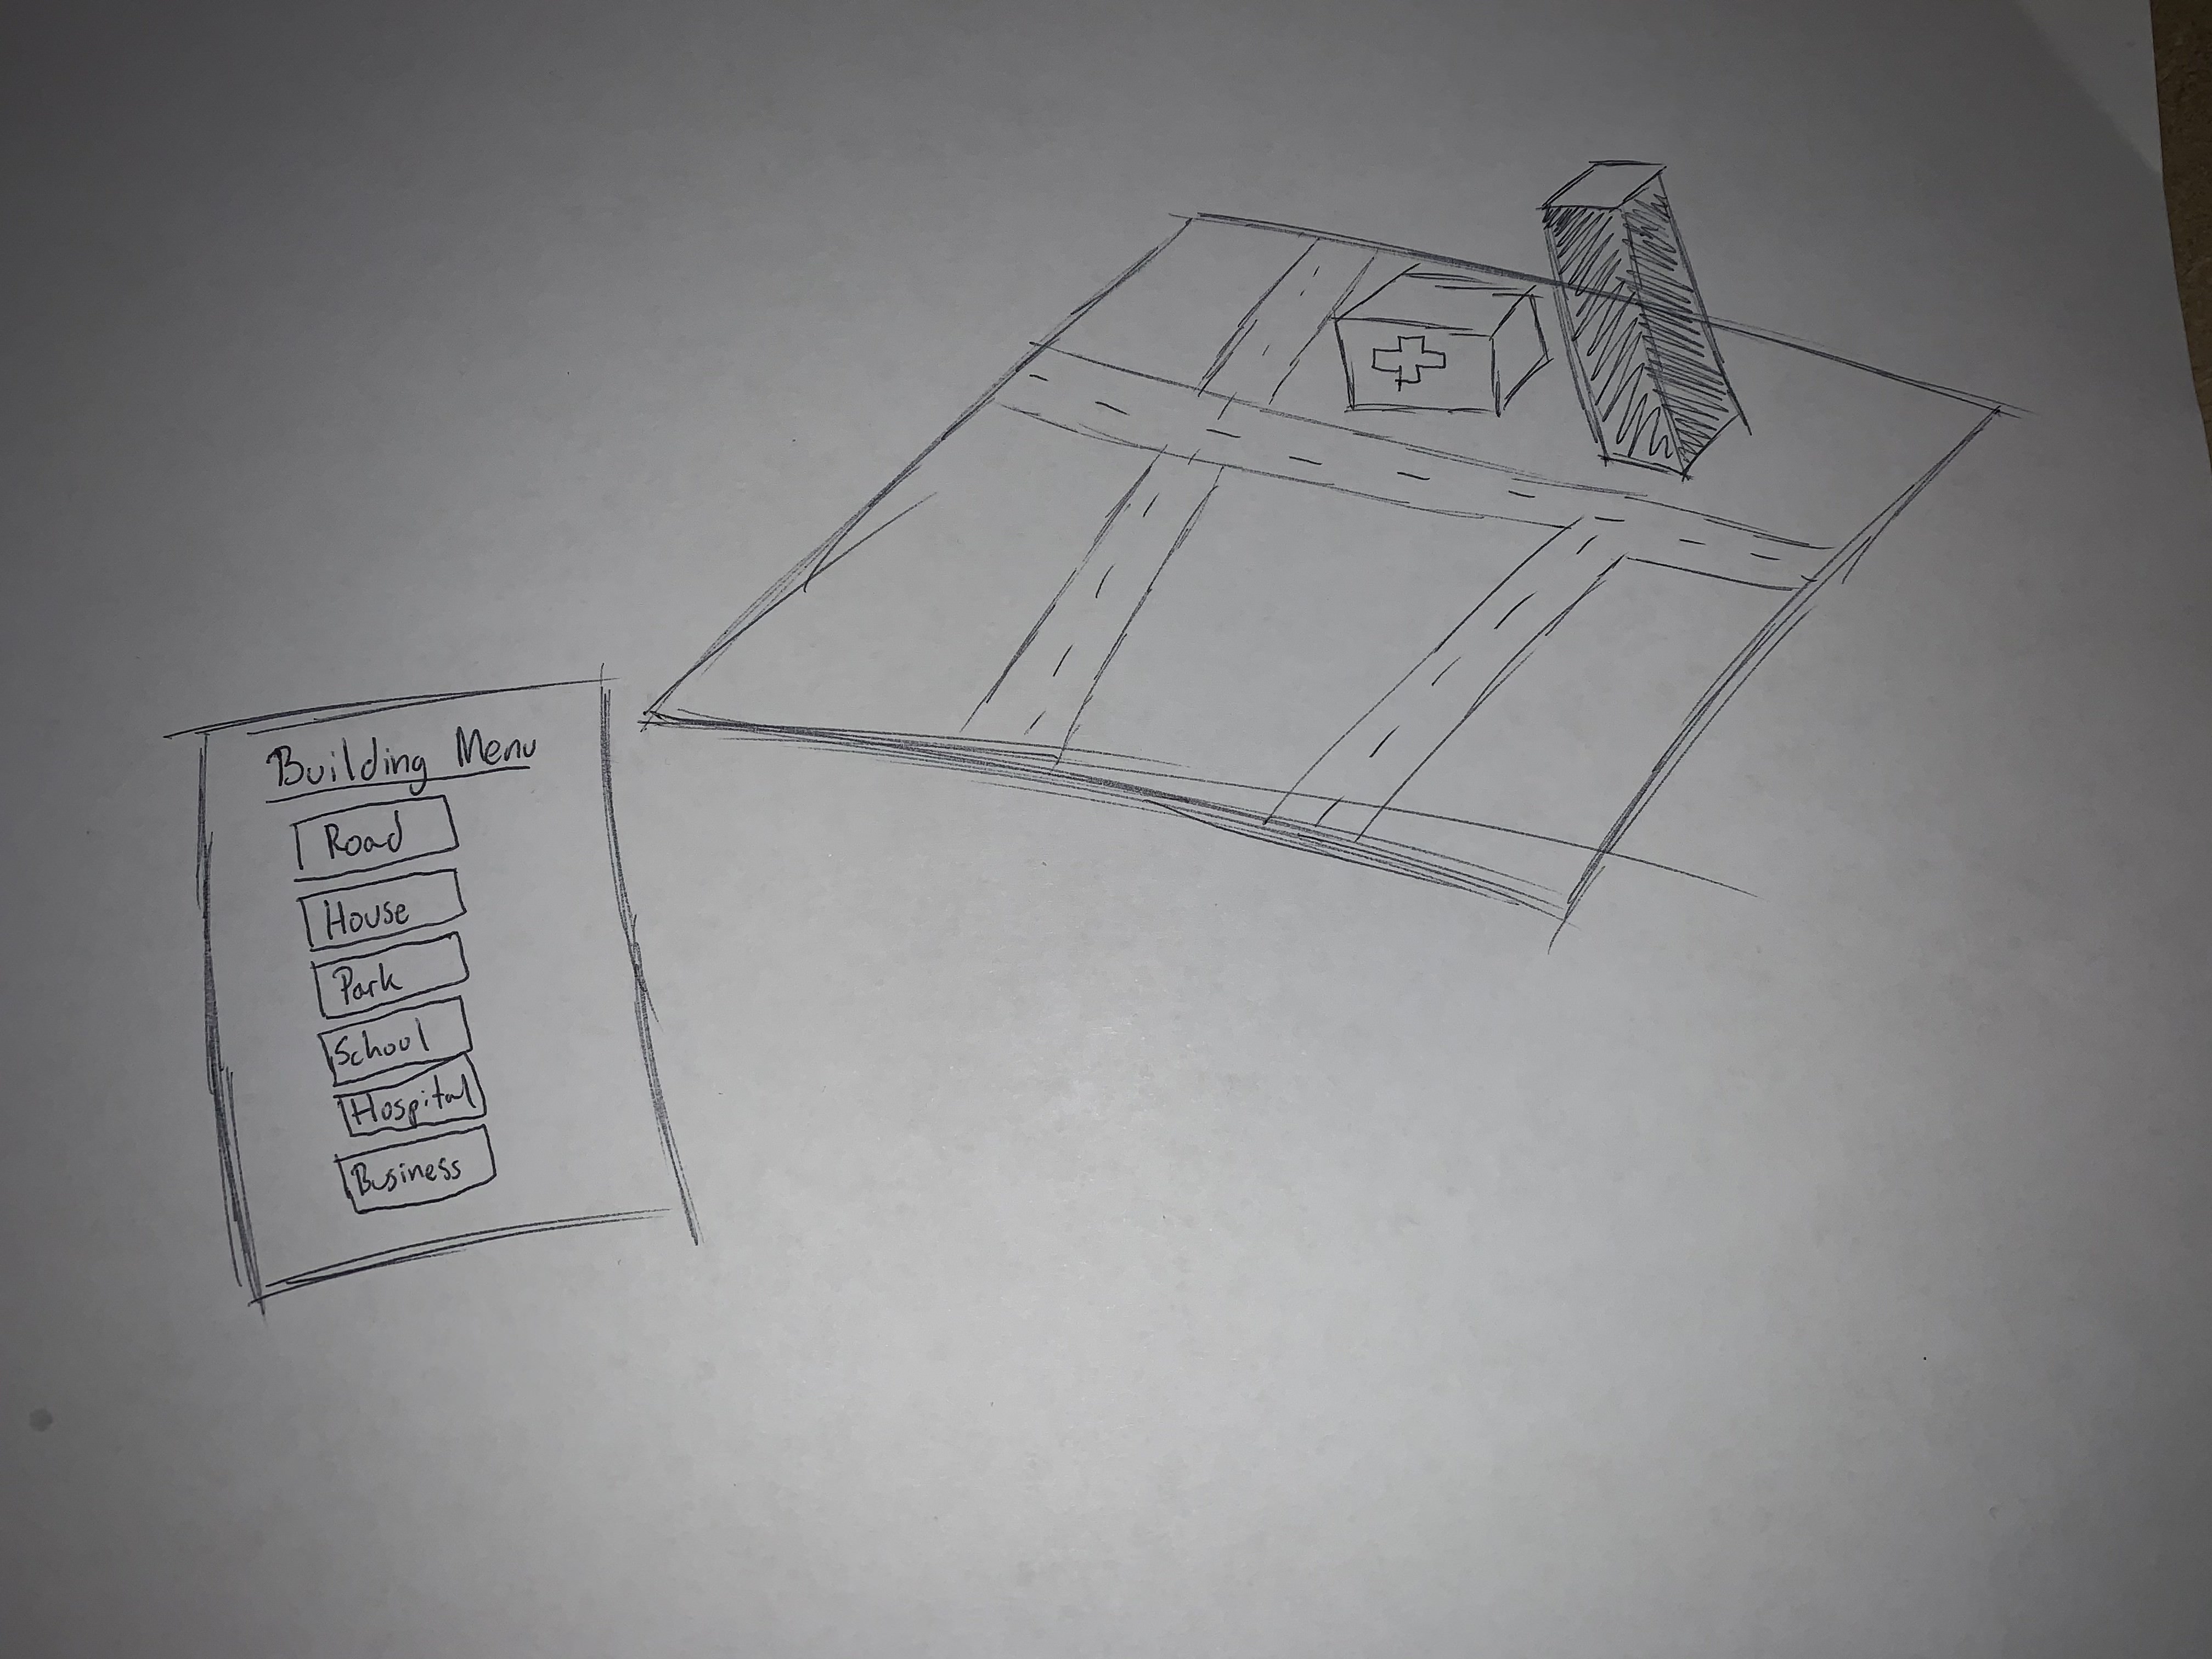 Building Menu
Road
House
Park
School
Hospital
Business